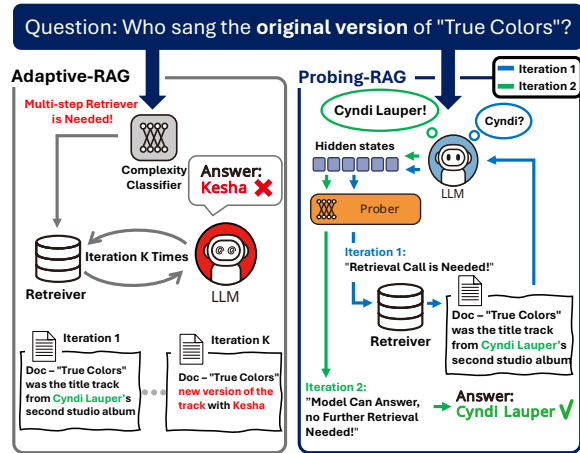 Question: Who sang the original version of "True Colors"?
Adaptive-RAG
Multi-step Retriever
is Needed!
Complexity
Classifier
Answer:
Kesha
Iteration K Times
Retreiver
LLM
Iteration 1
Doc – "True Colors"
was the title track
from Cyndi Lauper's
second studio album
Iteration K
Doc – "True Colors"
new version of the
track with Kesha
Probing-RAG
Iteration 1
Iteration 2
Cyndi Lauper!
Cyndi?
Hidden states
LLM
Prober
Iteration 1:
"Retrieval Call is Needed!"
Retriever
Doc – "True Colors"
was the title track
from Cyndi Lauper's
second studio album
Iteration 2:
"Model Can Answer,
no Further Retrieval
Needed!"
Answer:
Cyndi Lauper